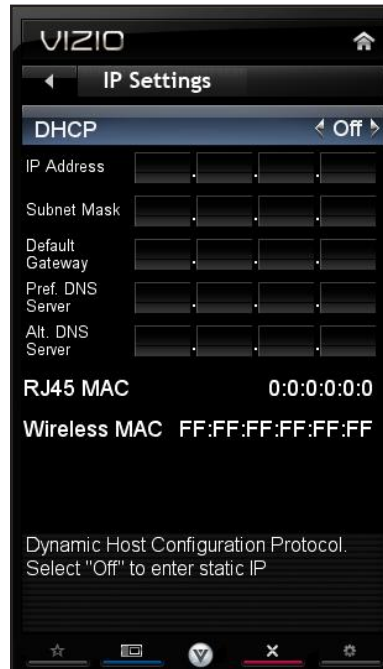 VIZIO
IP Settings
DHCP Off
IP Address . . .
Subnet Mask . . .
Default
Gateway . . .
Pref. DNS
Server . . .
Alt. DNS
Server . . .
RJ45 MAC 0:0:0:0:0:0
Wireless MAC FF:FF:FF:FF:FF:FF
Dynamic Host Configuration Protocol.
Select "Off" to enter static IP
V